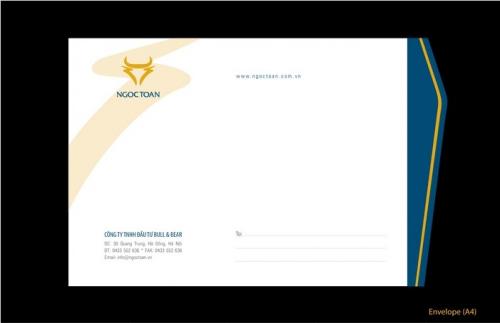 www.ngoctoan.com.vn
NGOC TOAN
CÔNG TY TNHH ĐẦU TƯ BULL & BEAR
ĐC: 30 Quang Trung, Hà Đông, Hà Nội
ĐT: 0433 552 636 * FAX: 0433 552 636
Email: info@ngoctoan.vn
To:
Envelope (A4)